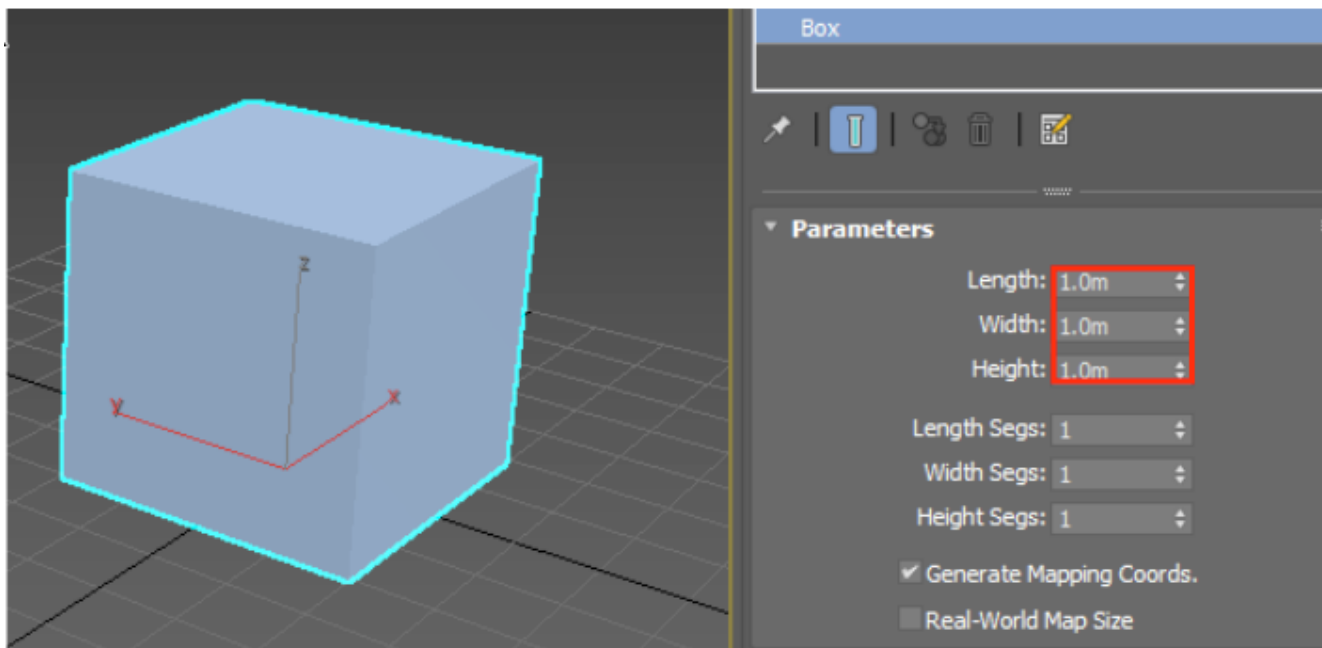 Box
Parameters
Length: 1.0m
Width: 1.0m
Height: 1.0m
Length Segs: 1
Width Segs: 1
Height Segs: 1
Generate Mapping Coords.
Real-World Map Size
z
y
x